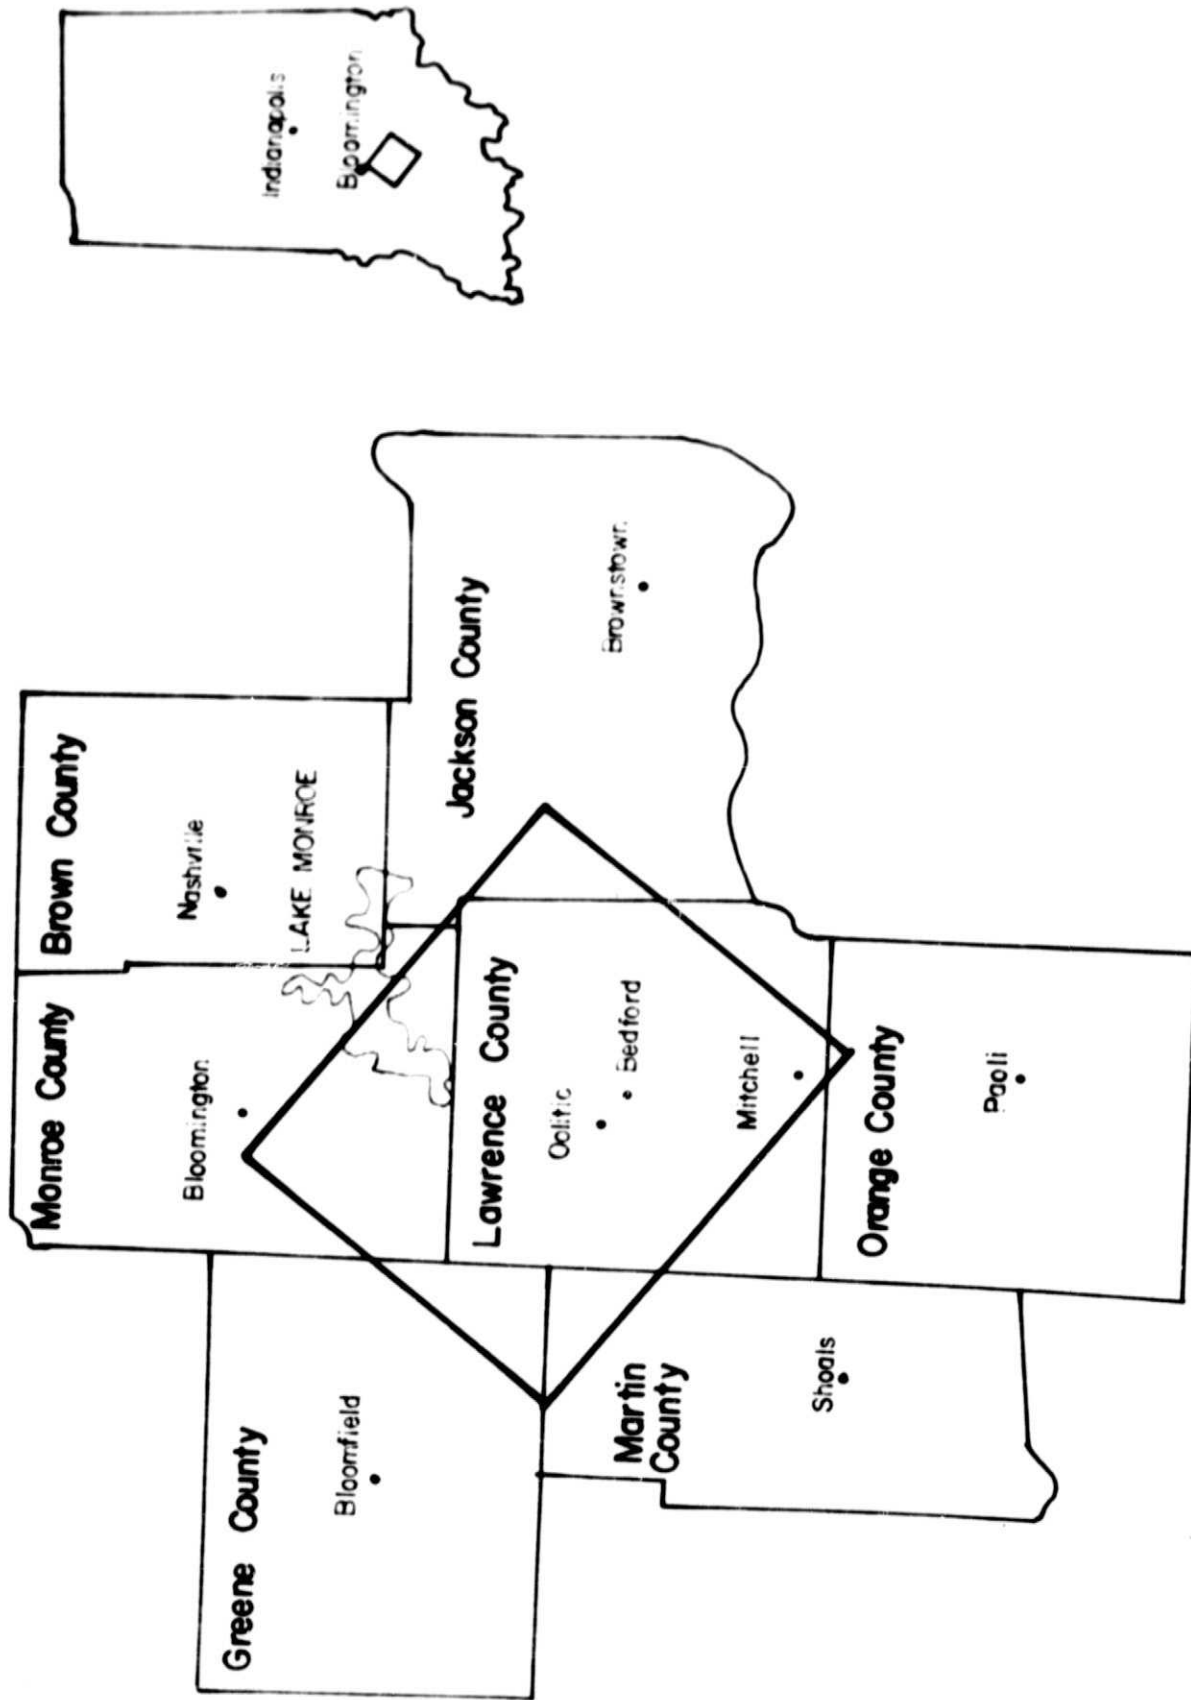 Indianapolis
Bloomington
Monroe County
Brown County
Bloomington
Nashville
LAKE MONROE
Greene County
Bloomfield
Lawrence County
Oolitic
Bedford
Mitchell
Jackson County
Brownstown
Martin
County
Shoals
Orange County
Paoli